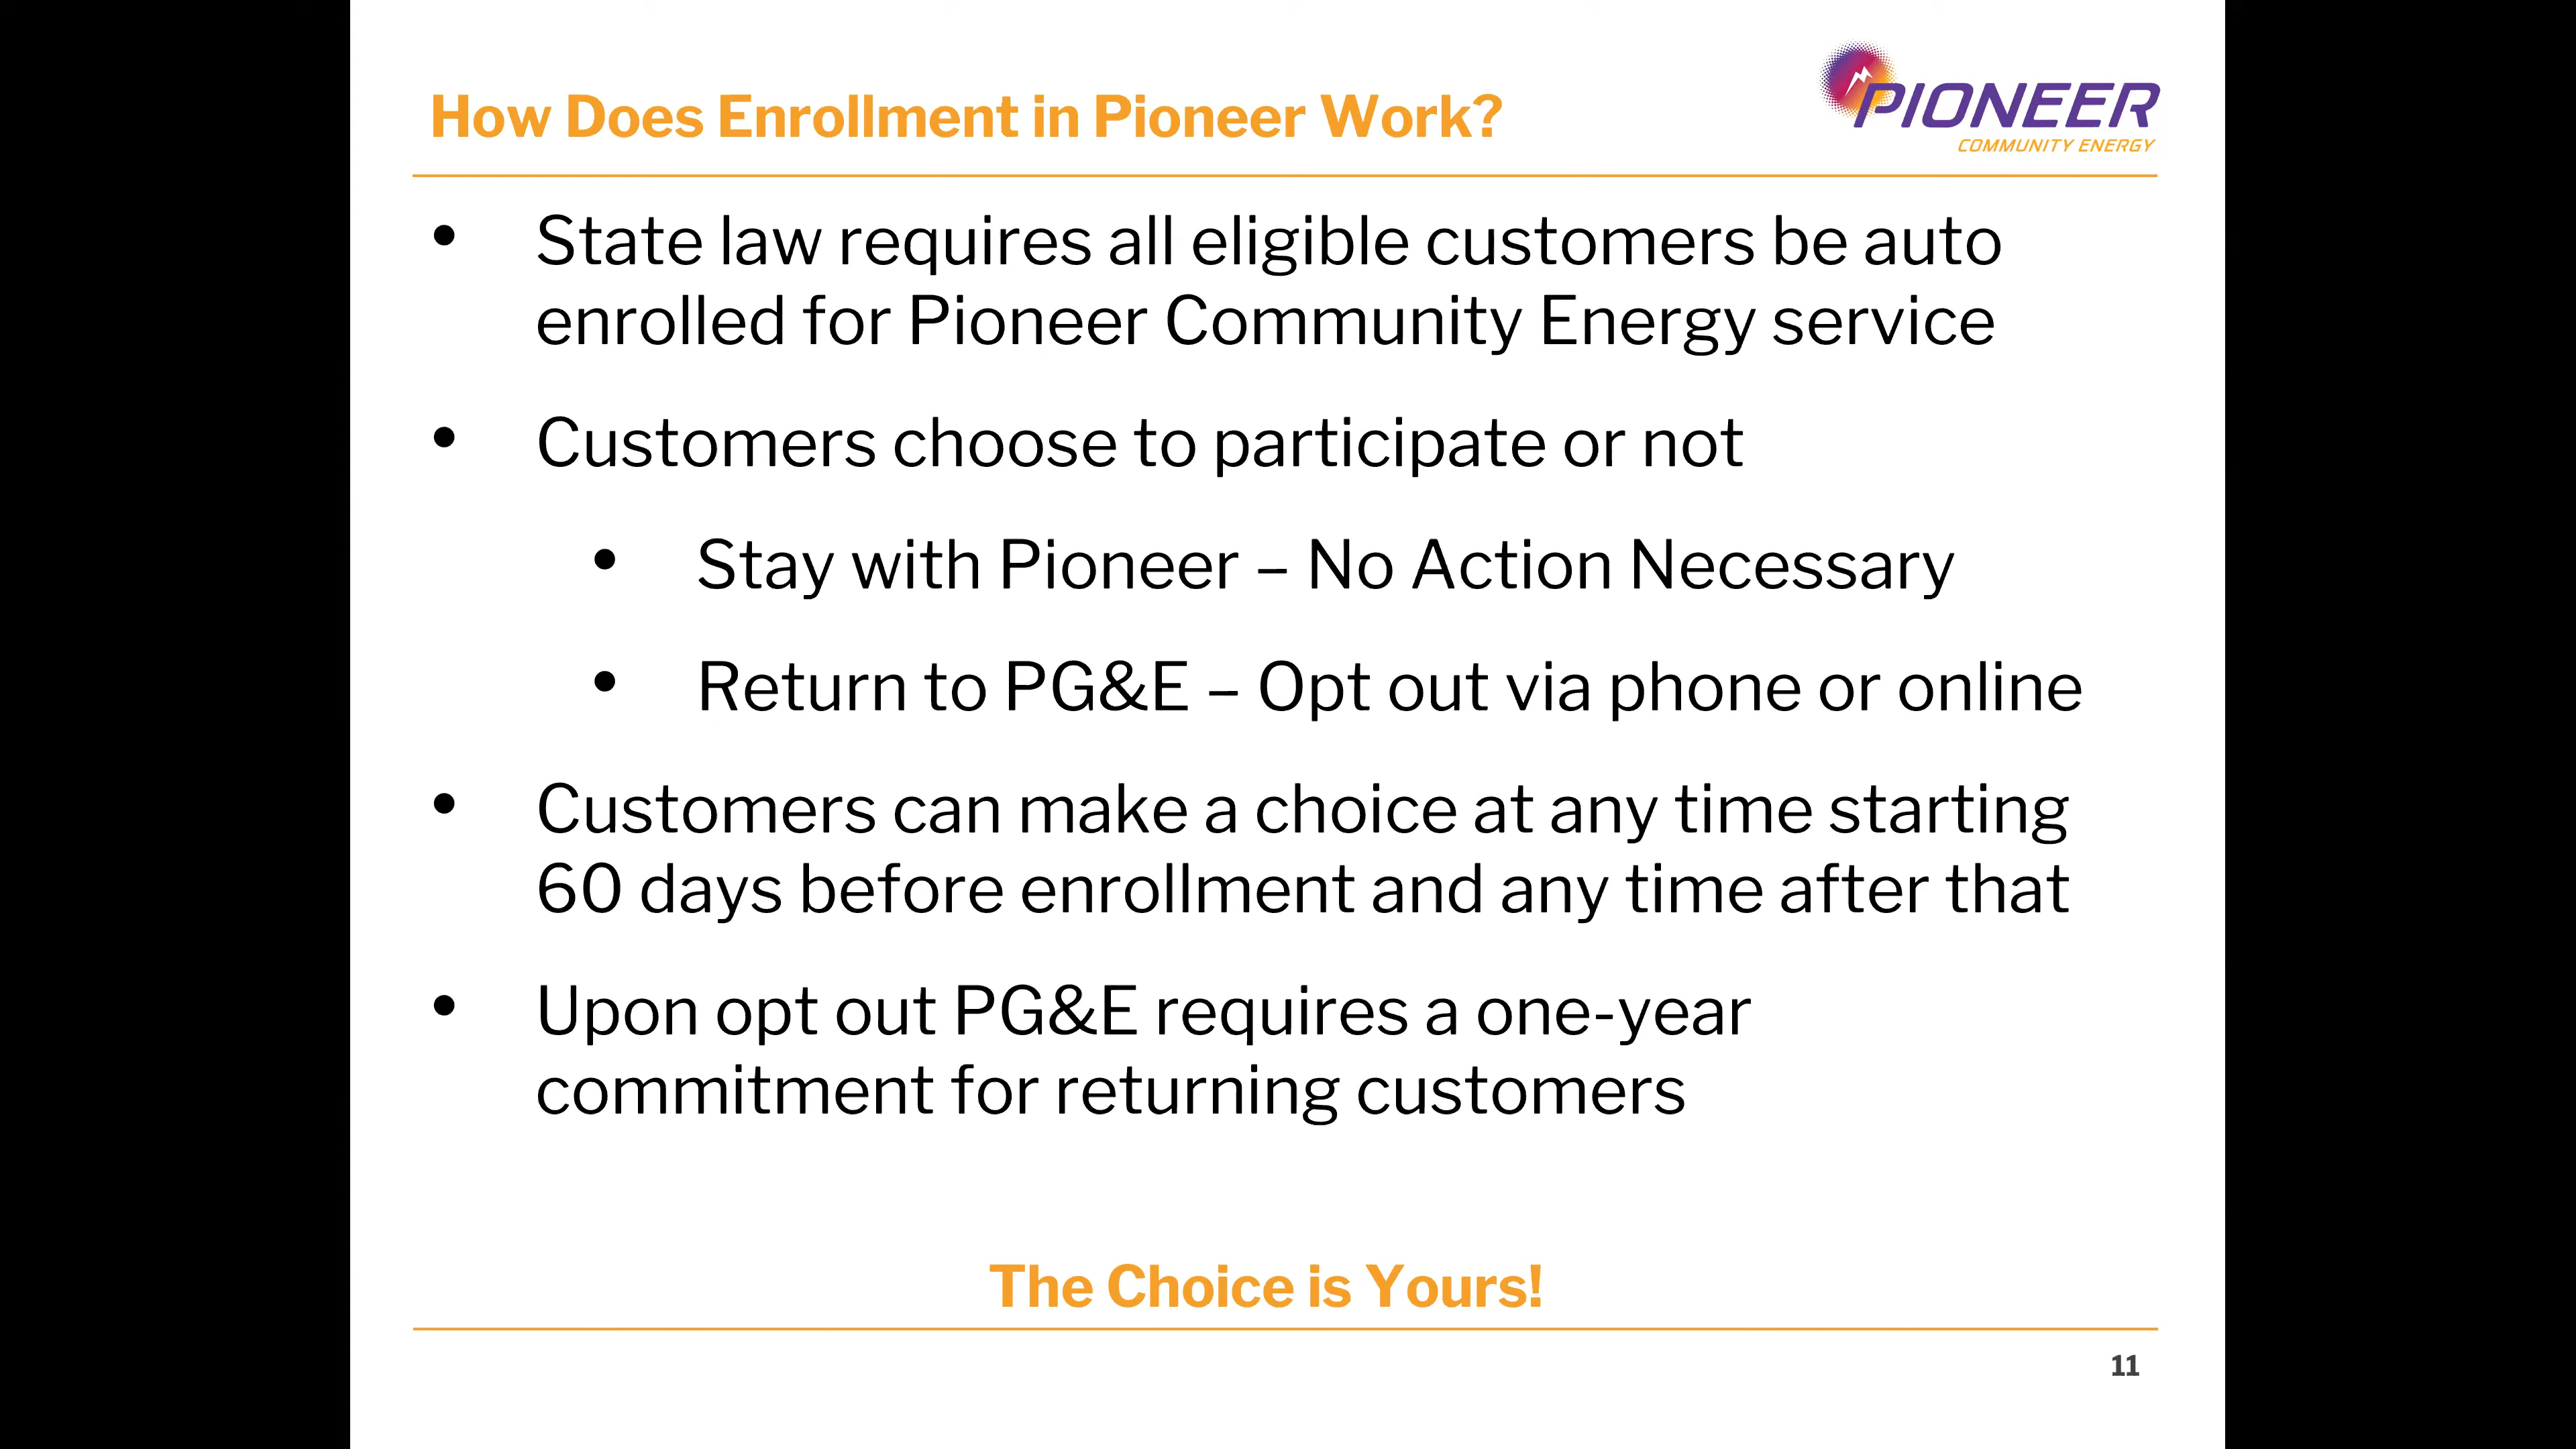 How Does Enrollment in Pioneer Work?
PIONEER
COMMUNITY ENERGY
• State law requires all eligible customers be auto
enrolled for Pioneer Community Energy service
• Customers choose to participate or not
• Stay with Pioneer – No Action Necessary
• Return to PG&E – Opt out via phone or online
• Customers can make a choice at any time starting
60 days before enrollment and any time after that
• Upon opt out PG&E requires a one-year
commitment for returning customers
The Choice is Yours!
11